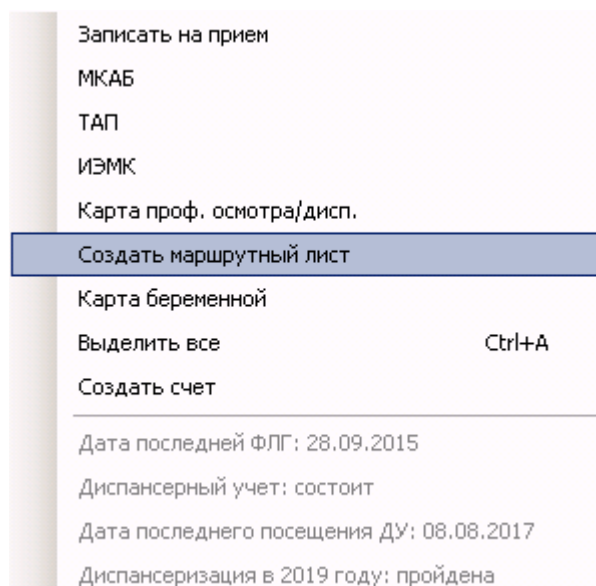 Записать на прием
МКАБ
ТАП
ИЭМК
Карта проф. осмотра/дисп.
Создать маршрутный лист
Карта беременной
Выделить все Ctrl+A
Создать счет
Дата последней ФЛГ: 28.09.2015
Диспансерный учет: состоит
Дата последнего посещения ДУ: 08.08.2017
Диспансеризация в 2019 году: пройдена